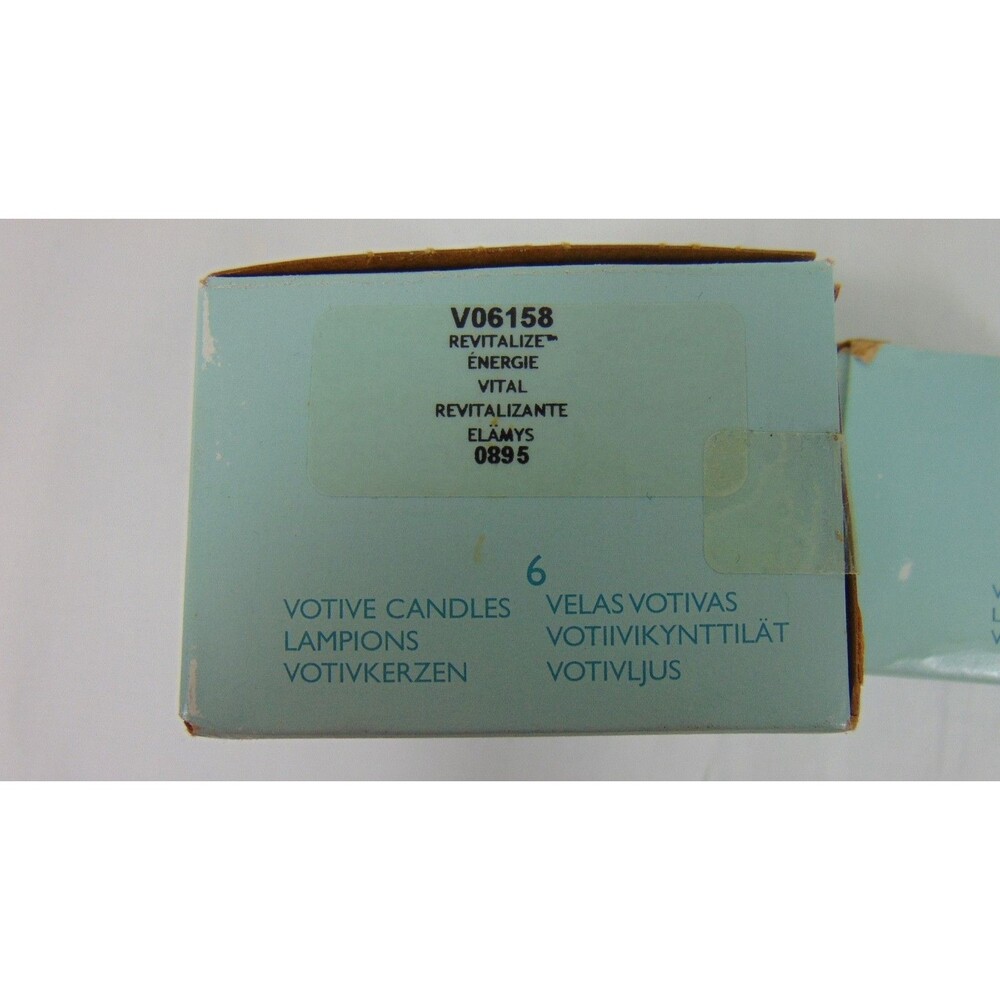 V06158
REVITALIZE™
ÉNERGIE
VITAL
REVITALIZANTE
ELÄMYS
0895
6
VOTIVE CANDLES
LAMPIONS
VOTIVKERZEN
VELAS VOTIVAS
VOTIIVIKYNTTILÄT
VOTIVLJUS